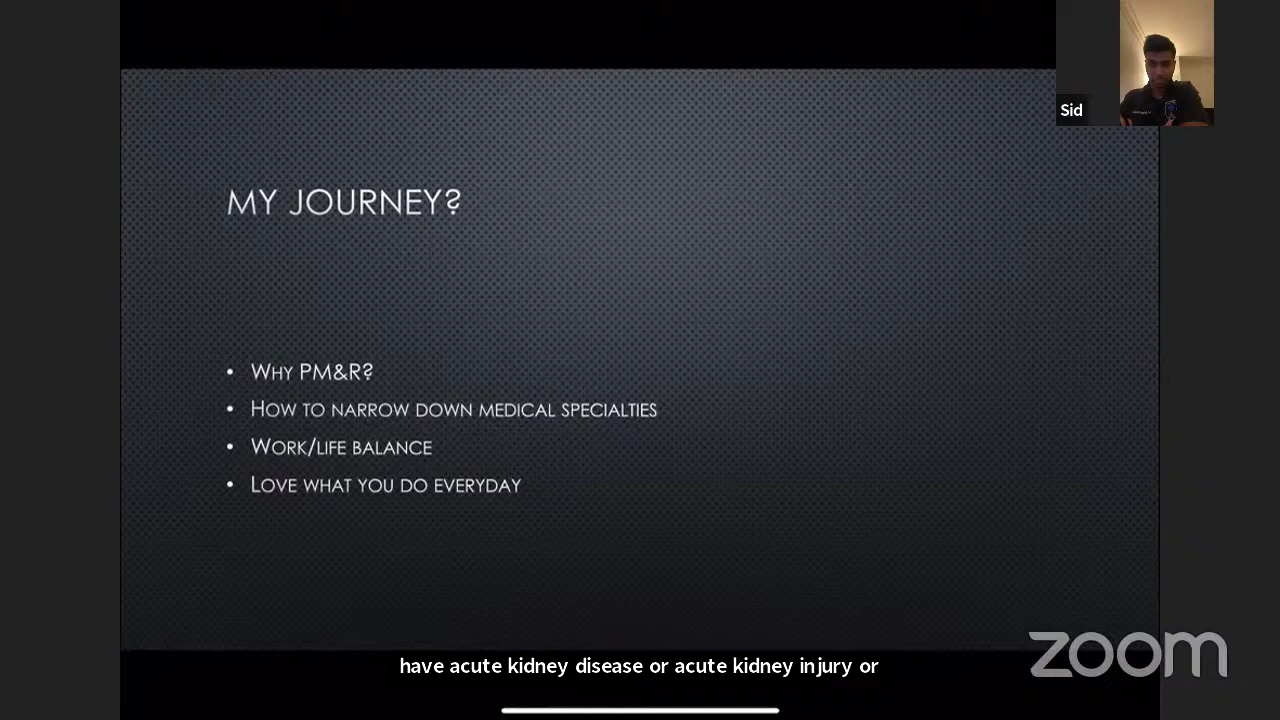 Sid
MY JOURNEY?
• WHY PM&R?
• HOW TO NARROW DOWN MEDICAL SPECIALTIES
• WORK/LIFE BALANCE
• LOVE WHAT YOU DO EVERYDAY
have acute kidney disease or acute kidney injury or
zoom